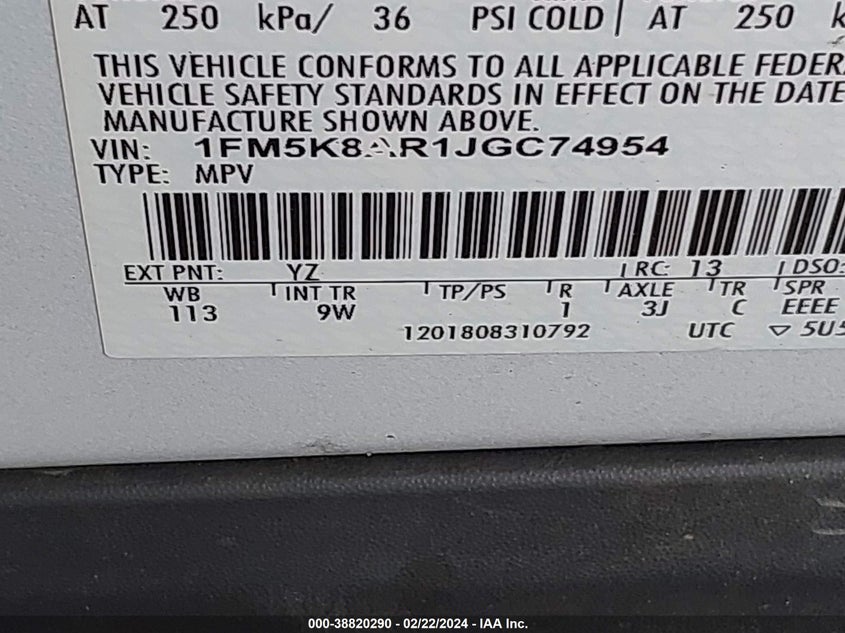 AT 250 kPa/ 36 PSI COLD AT 250
THIS VEHICLE CONFORMS TO ALL APPLICABLE FEDER
VEHICLE SAFETY STANDARDS IN EFFECT ON THE DATE
MANUFACTURE SHOWN ABOVE.
VIN: 1FM5K8AR1JGC74954
TYPE: MPV
EXT PNT: YZ RC: 13 DSO:
WB INT TR TP/PS R AXLE TR SPR
113 9W 1 3J C EEEE
1201808310792 UTC ▽ 5U5
000-38820290 - 02/22/2024 - IAA Inc.